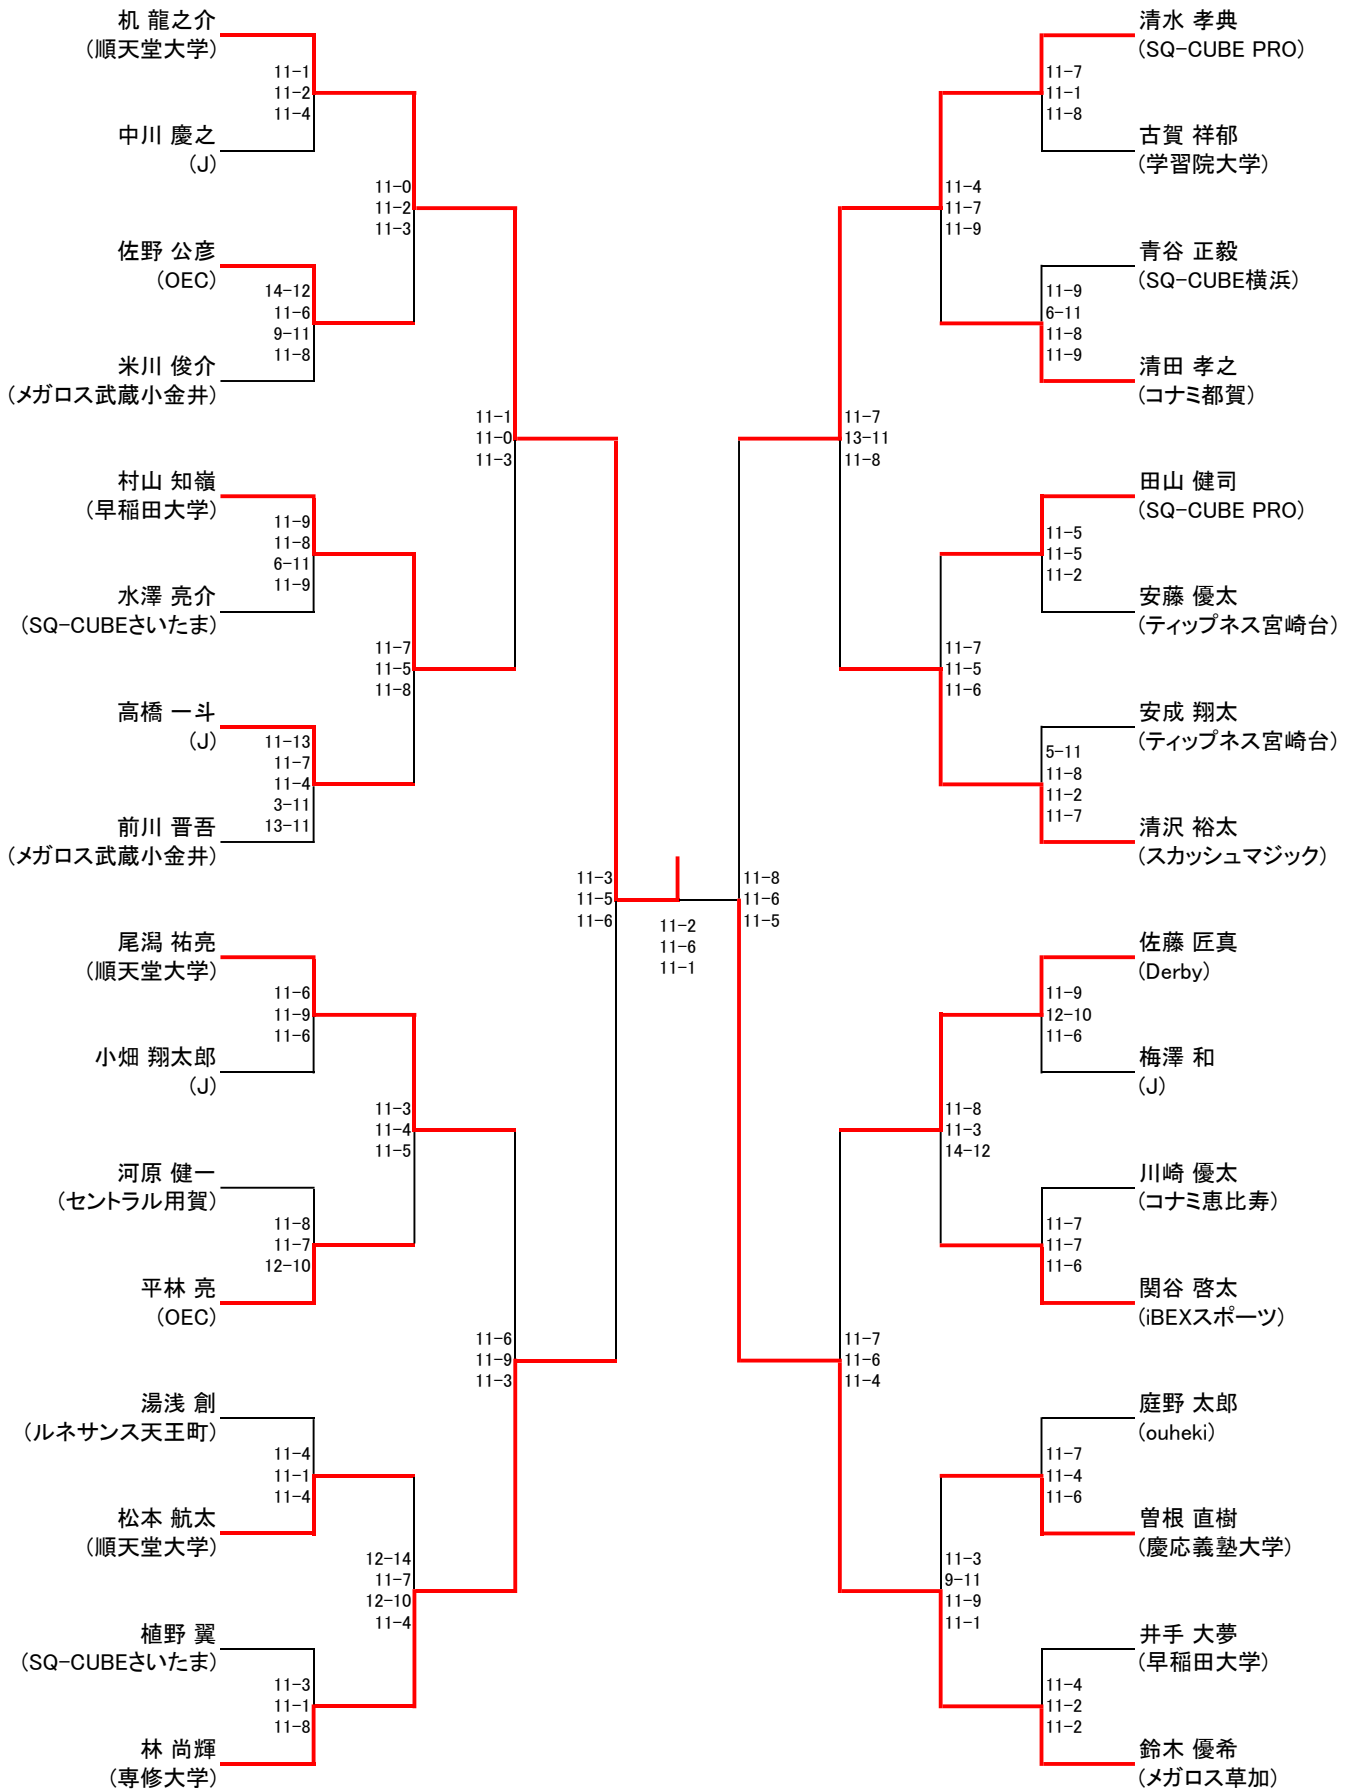 机 龍之介
(順天堂大学)
11-1
11-2
11-4
中川 慶之
(J)
11-0
11-2
11-3
佐野 公彦
(OEC)
14-12
11-6
9-11
11-8
米川 俊介
(メガロス武蔵小金井)
11-1
11-0
11-3
村山 知嶺
(早稲田大学)
11-9
11-8
6-11
11-9
水澤 亮介
(SQ-CUBEさいたま)
11-7
11-5
11-8
高橋 一斗
(J)
11-13
11-7
11-4
3-11
13-11
前川 晋吾
(メガロス武蔵小金井)
11-3
11-5
11-6
尾潟 祐亮
(順天堂大学)
11-6
11-9
11-6
小畑 翔太郎
(J)
11-3
11-4
11-5
河原 健一
(セントラル用賀)
11-8
11-7
12-10
平林 亮
(OEC)
11-6
11-9
11-3
湯浅 創
(ルネサンス天王町)
11-4
11-1
11-4
松本 航太
(順天堂大学)
12-14
11-7
12-10
11-4
植野 翼
(SQ-CUBEさいたま)
11-3
11-1
11-8
林 尚輝
(専修大学)
11-2
11-6
11-1
清水 孝典
(SQ-CUBE PRO)
11-7
11-1
11-8
古賀 祥郁
(学習院大学)
11-4
11-7
11-9
青谷 正毅
(SQ-CUBE横浜)
11-9
6-11
11-8
11-9
清田 孝之
(コナミ都賀)
11-7
13-11
11-8
田山 健司
(SQ-CUBE PRO)
11-5
11-5
11-2
安藤 優太
(ティップネス宮崎台)
11-7
11-5
11-6
安成 翔太
(ティップネス宮崎台)
5-11
11-8
11-2
11-7
清沢 裕太
(スカッシュマジック)
11-8
11-6
11-5
佐藤 匠真
(Derby)
11-9
12-10
11-6
梅澤 和
(J)
11-8
11-3
14-12
川崎 優太
(コナミ恵比寿)
11-7
11-7
11-6
関谷 啓太
(iBEXスポーツ)
11-7
11-6
11-4
庭野 太郎
(ouheki)
11-7
11-4
11-6
曽根 直樹
(慶応義塾大学)
11-3
9-11
11-9
11-1
井手 大夢
(早稲田大学)
11-4
11-2
11-2
鈴木 優希
(メガロス草加)